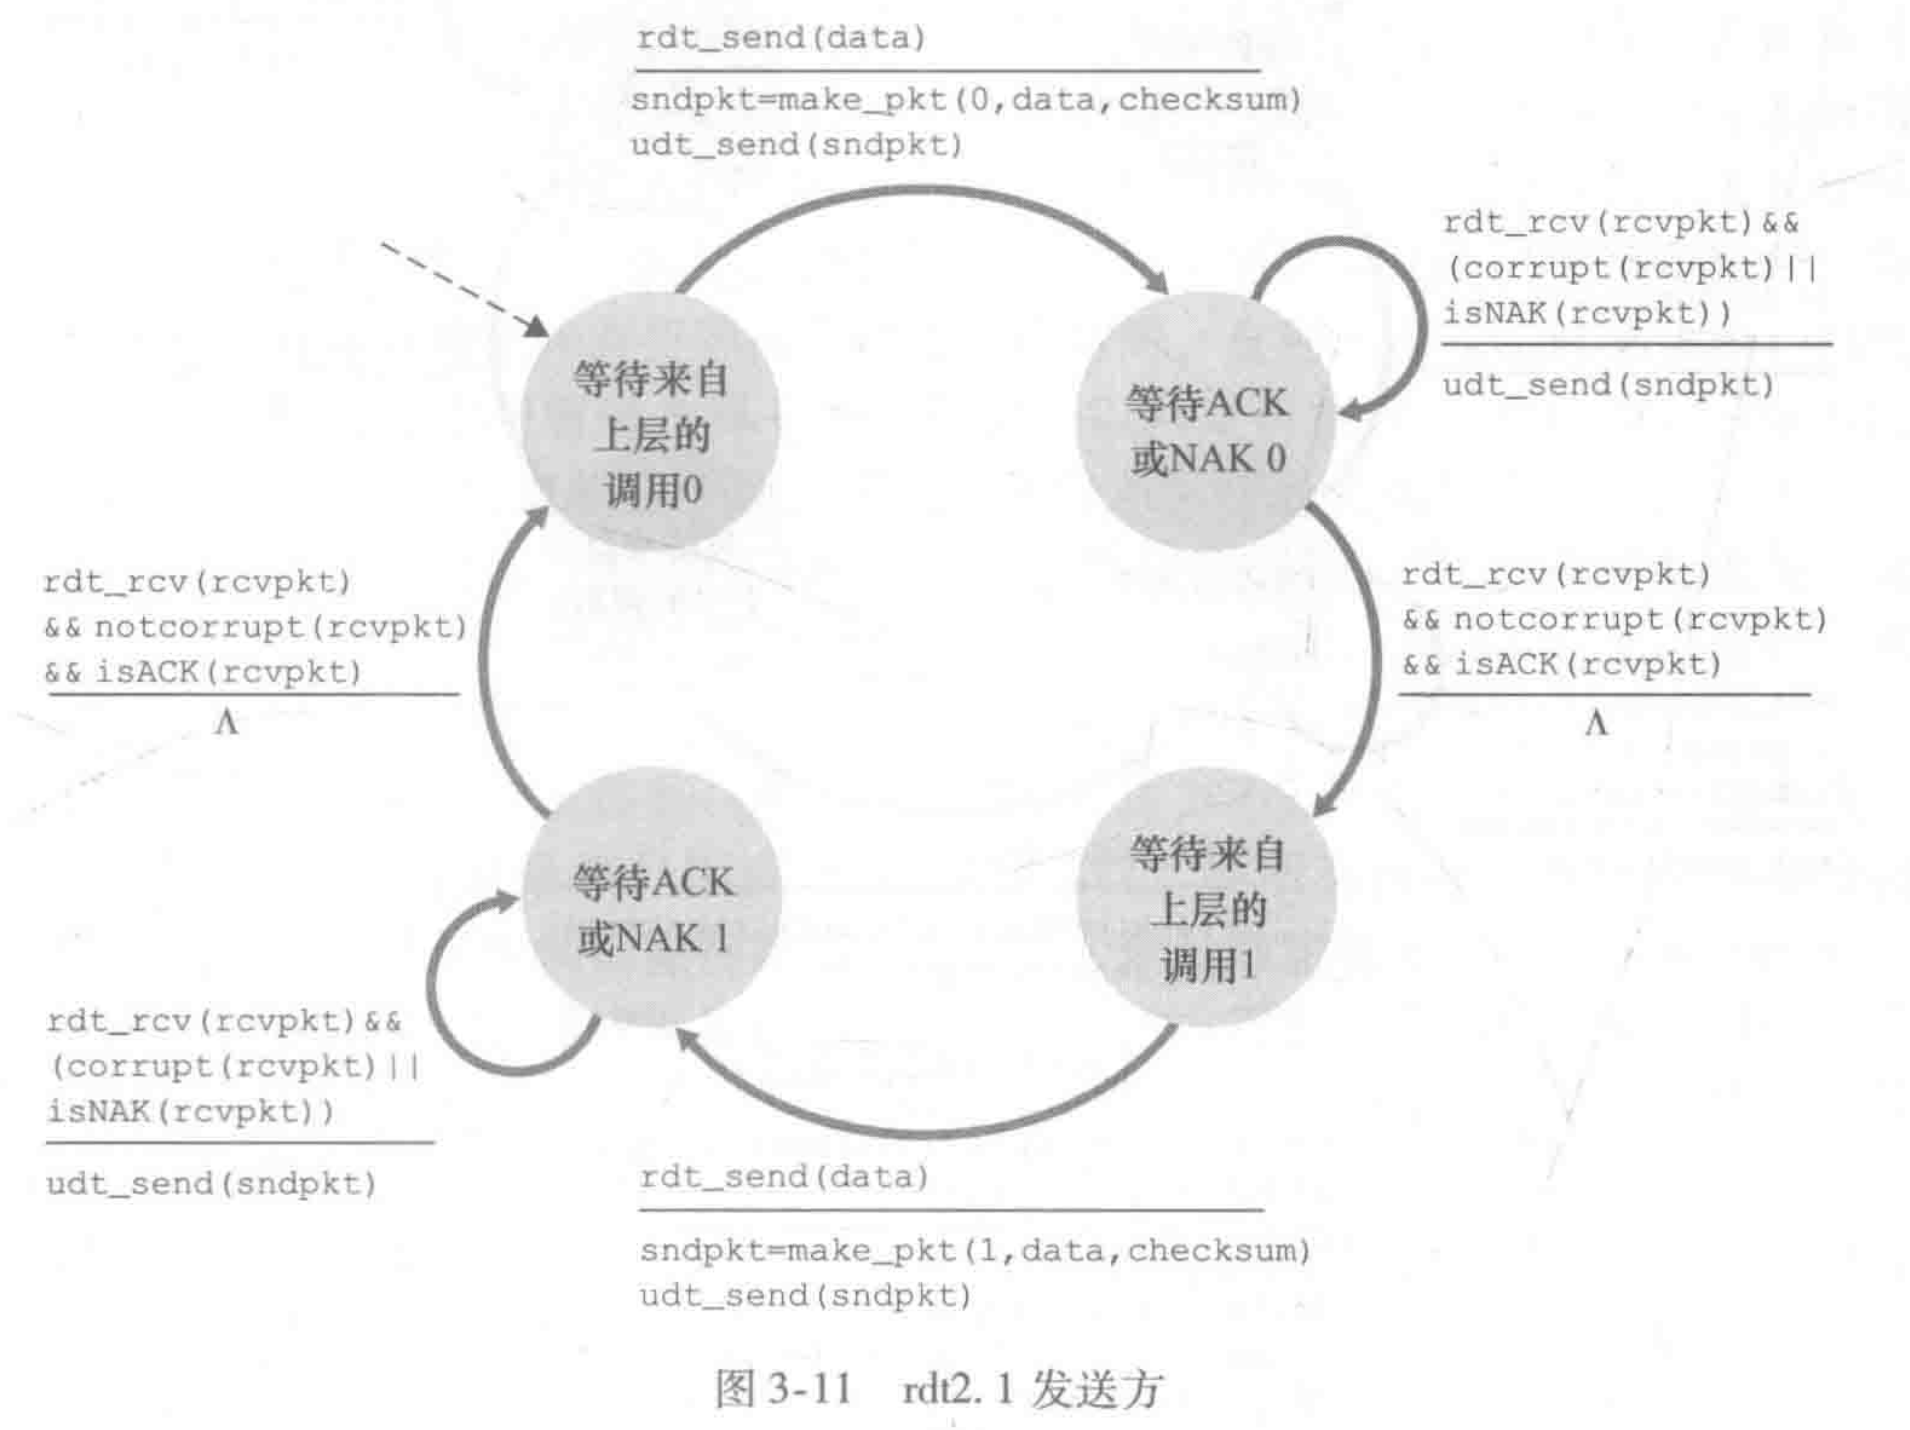 rdt_send(data)
sndpkt=make_pkt(0,data,checksum)
udt_send(sndpkt)
rdt_rcv(rcvpkt)&&
(corrupt(rcvpkt)||
isNAK(rcvpkt))
udt_send(sndpkt)
等待来自
上层的
调用0
等待ACK
或NAK 0
rdt_rcv(rcvpkt)
&& notcorrupt(rcvpkt)
&& isACK(rcvpkt)
Λ
rdt_rcv(rcvpkt)
&& notcorrupt(rcvpkt)
&& isACK(rcvpkt)
Λ
等待ACK
或NAK 1
等待来自
上层的
调用1
rdt_rcv(rcvpkt)&&
(corrupt(rcvpkt)||
isNAK(rcvpkt))
udt_send(sndpkt)
rdt_send(data)
sndpkt=make_pkt(1,data,checksum)
udt_send(sndpkt)
图 3-11 rdt2. 1 发送方